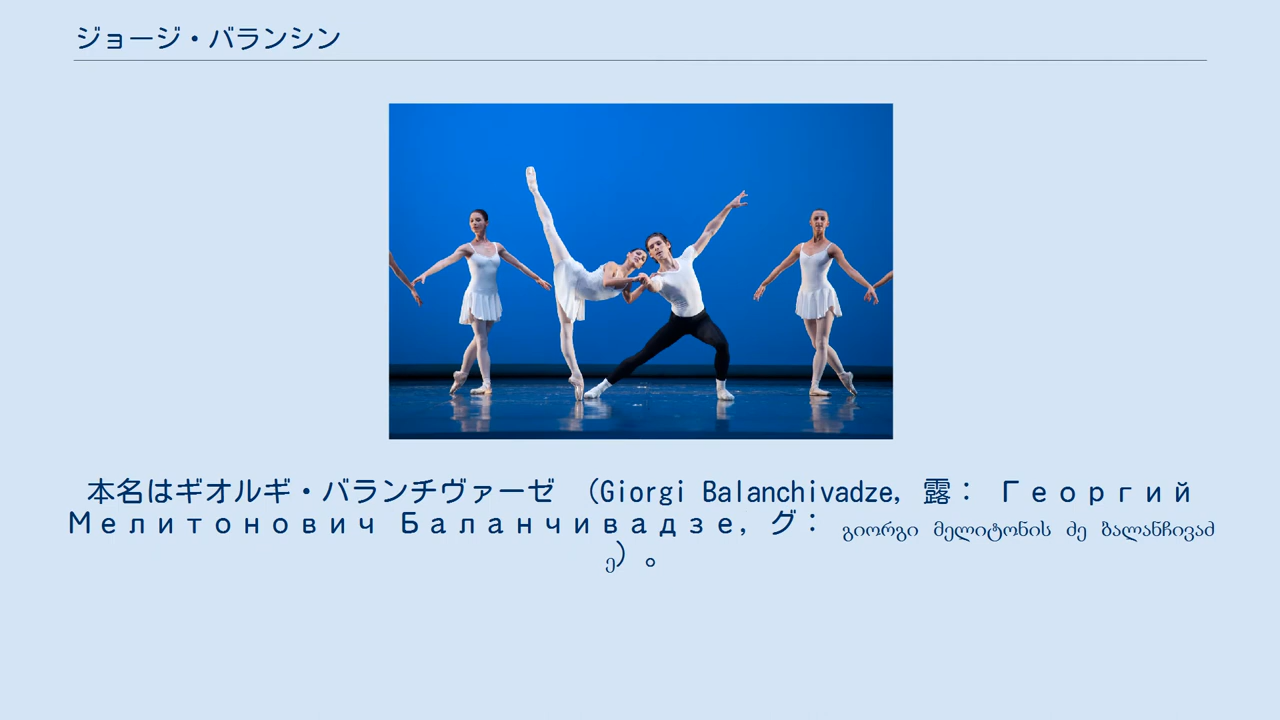 ジョージ・バランシン
本名はギオルギ・バランチヴァーゼ （Giorgi Balanchivadze, 露： Георгий
Мелитонович Баланчивадзе, グ： გიორგი მელიტონის ძე ბალანჩივაძ
ე）。